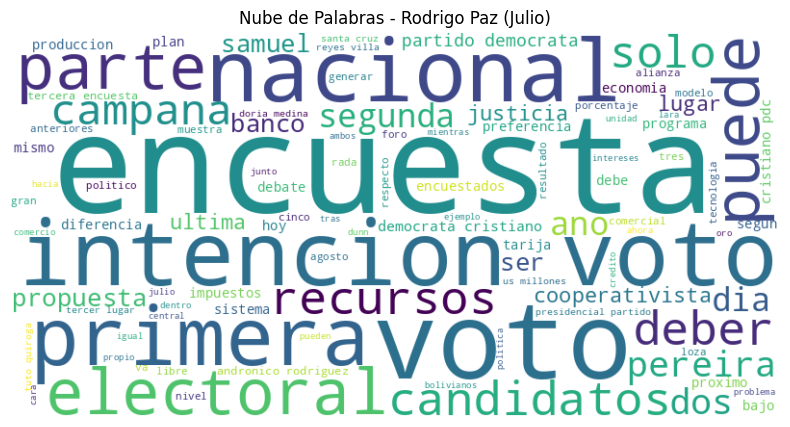 Nube de Palabras - Rodrigo Paz (Julio)
santa cruz
produccion plan samuel reyes villa partido democrata solo
parte nacional puede
tercera encuesta generar alianza
campana doria medina segunda justicia economia modelo
porcentaje lugar
anteriores muestra banco ambos foro mientras preferencia unidad lara programa
mismo encuesta cristiano pdc
rada respecto resultado intereses tres
hacia politico junto debate encuestados debe tecnologia
gran cinco tras ejemplo
diferencia ultima hoy democrata cristiano ano comercial segun
comercio dunn tarija ahora oro
intencion voto
agosto ser
propuesta impuestos us millones credito cooperativista dia
julio dentro recursos
tercer lugar sistema presidencial partido
central
primera voto deber
tuto quiroga igual pueden politica loza pereira
propio
va libre andronico rodriguez proximo
cara electoral nivel bolivianos candidatos dos problema
bajo